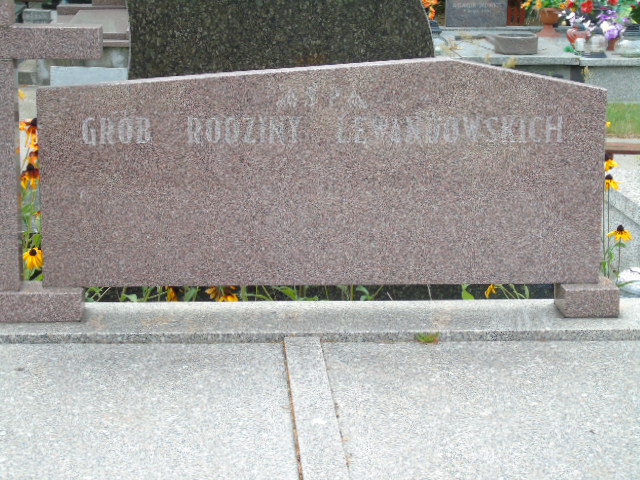 Ś P
GRÓB RODZINY LEWANDOWSKICH